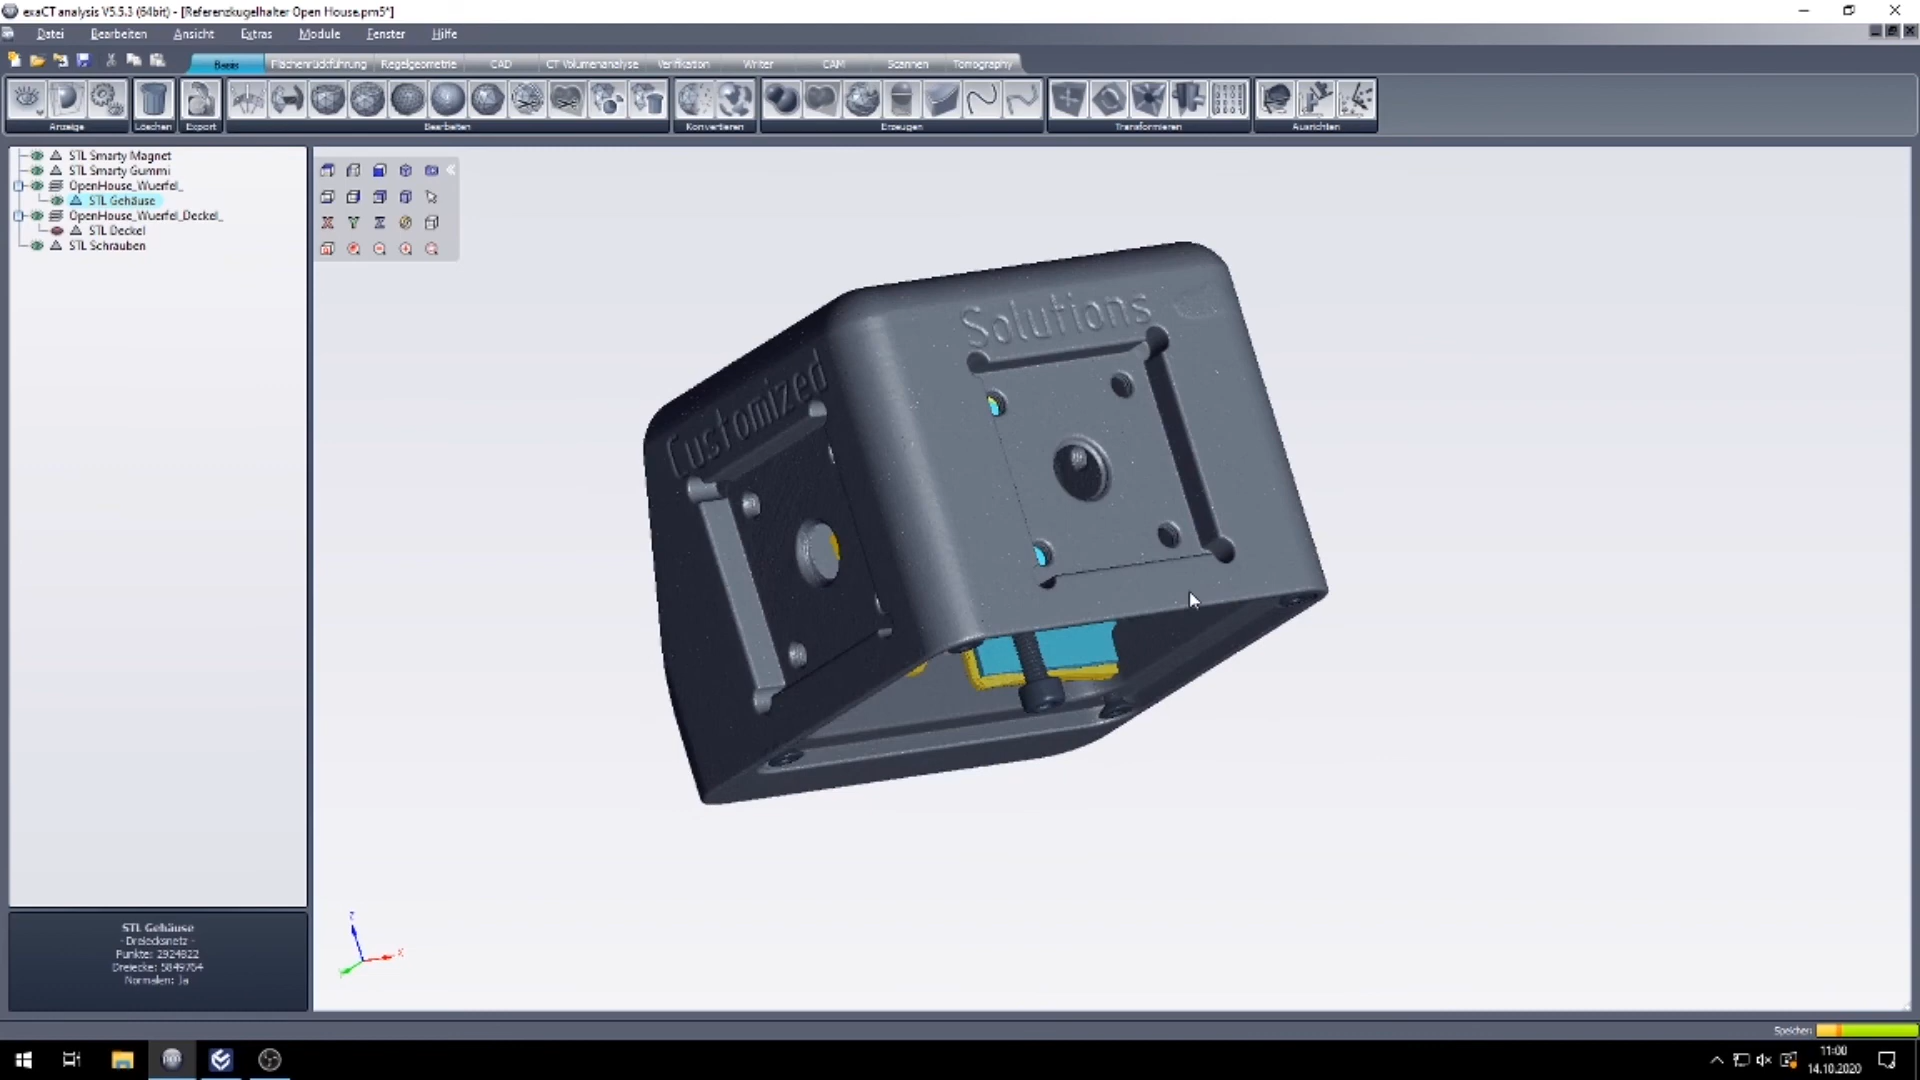 exaCT analysis V5.5.3 (64bit) - [Referenzkugelhalter Open House.pm5*]
Datei Bearbeiten Ansicht Extras Module Fenster Hilfe
Basis Flächenrückführung Regelgeometrie CAD CT Volumenanalyse Verifikation Writer CAM Scannen Tomography
Anzeige Löschen Export Bearbeiten Konvertieren Erzeugen Transformieren Ausrichten
STL Smarty Magnet
STL Smarty Gummi
OpenHouse_Wuerfel_
STL Gehäuse
OpenHouse_Wuerfel_Deckel_
STL Deckel
STL Schrauben
X Y Z
Solutions
Customized
STL Gehäuse
- Dreiecksnetz -
Punkte: 2924822
Dreiecke: 5849764
Normalen: Ja
Z
X
Speicher:
11:00
14.10.2020